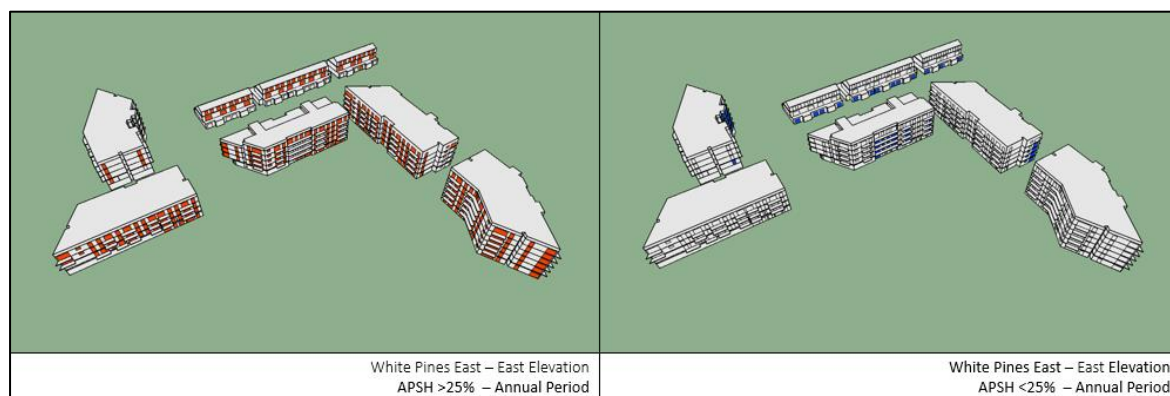 White Pines East – East Elevation
APSH >25% – Annual Period
White Pines East – East Elevation
APSH <25% – Annual Period